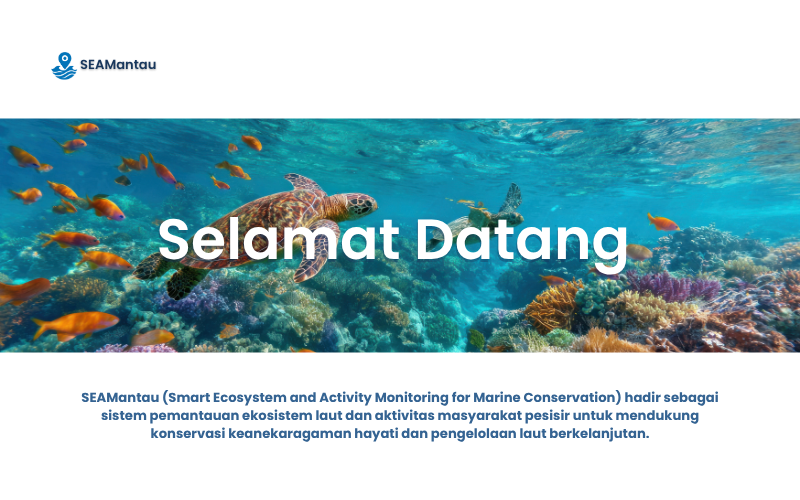 SEAMantau
Selamat Datang
SEAMantau (Smart Ecosystem and Activity Monitoring for Marine Conservation) hadir sebagai
sistem pemantauan ekosistem laut dan aktivitas masyarakat pesisir untuk mendukung
konservasi keanekaragaman hayati dan pengelolaan laut berkelanjutan.